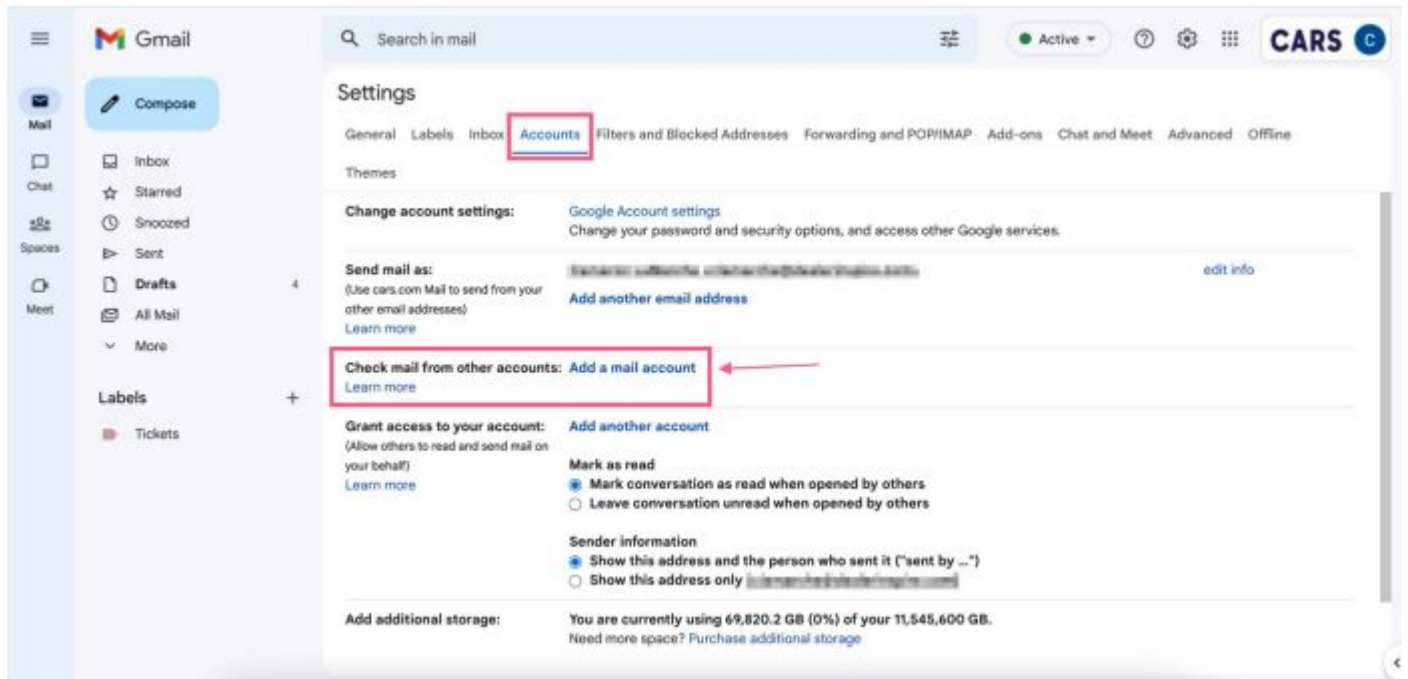 Gmail
Search in mail
Active
CARS C
Mail
Chat
Spaces
Meet
Compose
Inbox
Starred
Snoozed
Sent
Drafts 4
All Mail
More
Labels +
Tickets
Settings
General Labels Inbox Accounts Filters and Blocked Addresses Forwarding and POP/IMAP Add-ons Chat and Meet Advanced Offline
Themes
Change account settings: Google Account settings
Change your password and security options, and access other Google services.
Send mail as: edit info
(Use cars.com Mail to send from your
other email addresses)
Add another email address
Learn more
Check mail from other accounts: Add a mail account
Learn more
Grant access to your account: Add another account
(Allow others to read and send mail on
your behalf)
Learn more
Mark as read
Mark conversation as read when opened by others
Leave conversation unread when opened by others
Sender information
Show this address and the person who sent it ("sent by ...")
Show this address only
Add additional storage: You are currently using 69,820.2 GB (0%) of your 11,545,600 GB.
Need more space? Purchase additional storage